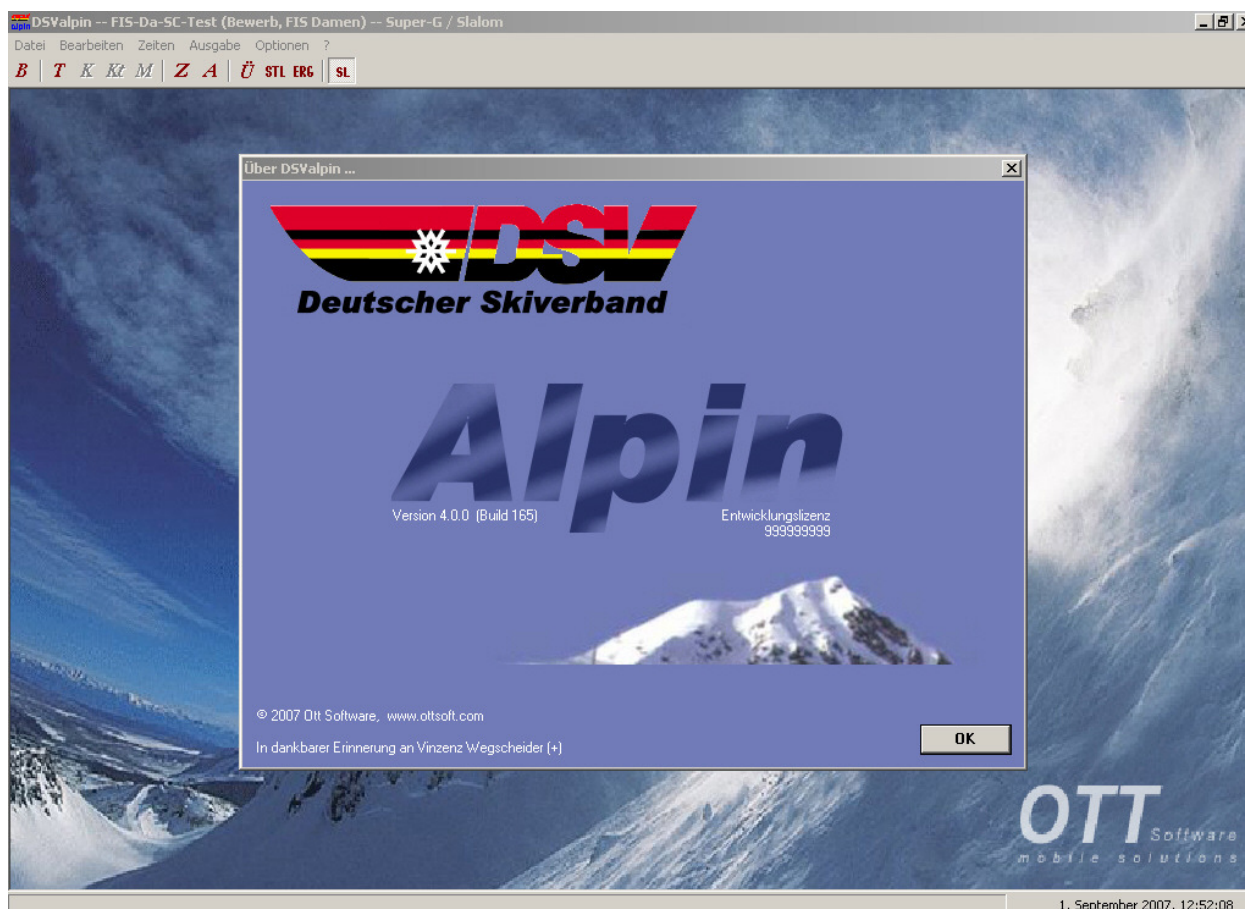 DSValpin -- FIS-Da-SC-Test (Bewerb, FIS Damen) -- Super-G / Slalom
Datei Bearbeiten Zeiten Ausgabe Optionen ?
B T K Kt M Z A Ü STL ERG SL
Über DSValpin ...
DSV
Deutscher Skiverband
Alpin
Version 4.0.0 (Build 165)
Entwicklungslizenz
999999999
© 2007 Ott Software, www.ottsoft.com
In dankbarer Erinnerung an Vinzenz Wegscheider (+)
OK
OTT Software
mobile solutions
1. September 2007, 12:52:08